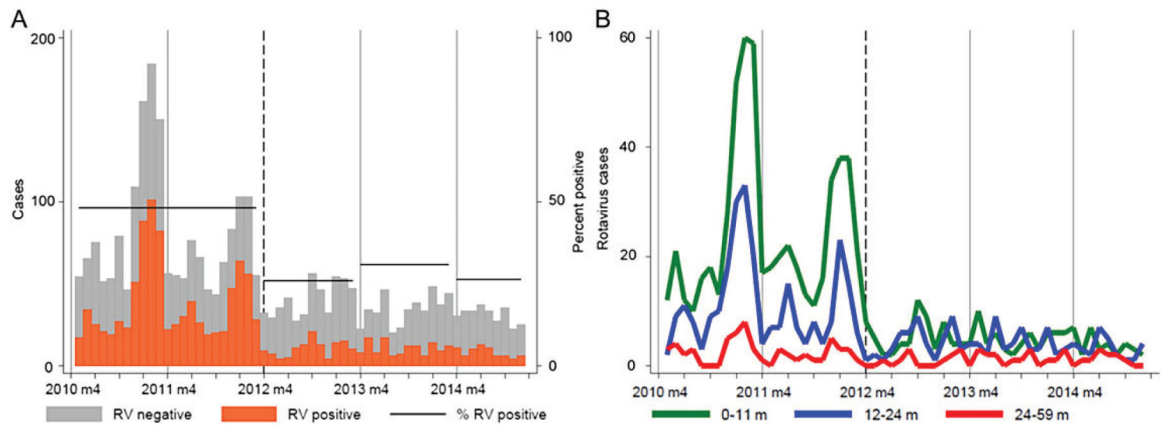 A
200
100
0
Cases
100
50
0
Percent positive
2010 m4 2011 m4 2012 m4 2013 m4 2014 m4
RV negative RV positive % RV positive
B
60
40
20
0
Rotavirus cases
2010 m4 2011 m4 2012 m4 2013 m4 2014 m4
0-11 m 12-24 m 24-59 m